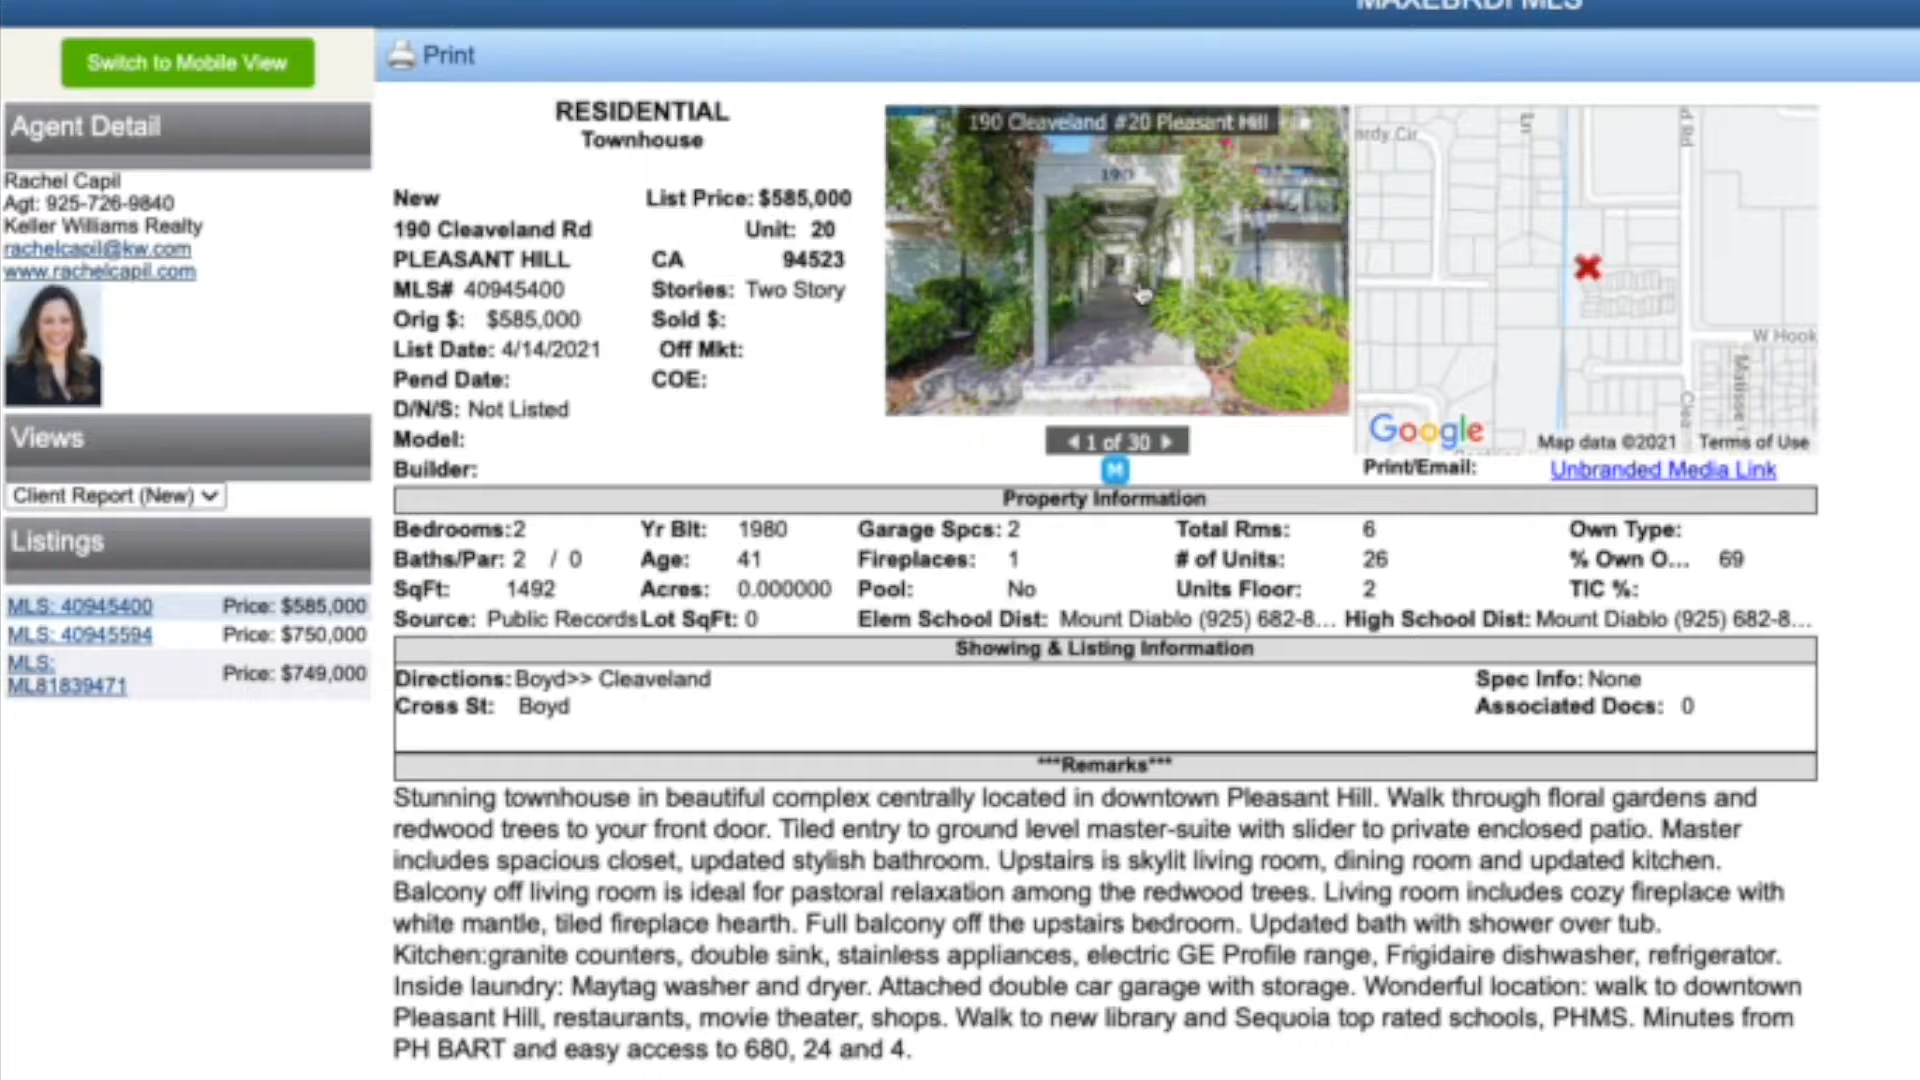 MAXEBRDI MLS
Switch to Mobile View
Print
Agent Detail
Rachel Capil
Agt: 925-726-9840
Keller Williams Realty
rachelcapil@kw.com
www.rachelcapil.com
Views
Client Report (New)
Listings
MLS: 40945400 Price: $585,000
MLS: 40945594 Price: $750,000
MLS:
ML81839471 Price: $749,000
RESIDENTIAL
Townhouse
New List Price: $585,000
190 Cleaveland Rd Unit: 20
PLEASANT HILL CA 94523
MLS# 40945400 Stories: Two Story
Orig $: $585,000 Sold $:
List Date: 4/14/2021 Off Mkt:
Pend Date: COE:
D/N/S: Not Listed
Model:
Builder:
190 Cleaveland #20 Pleasant Hill
190
1 of 30
M
ardy Cir
Ln
d Rd
W Hook
Matisse
Clea
Google
Map data ©2021 Terms of Use
Print/Email: Unbranded Media Link
Property Information
Bedrooms: 2 Yr Blt: 1980 Garage Spcs: 2 Total Rms: 6 Own Type:
Baths/Par: 2 / 0 Age: 41 Fireplaces: 1 # of Units: 26 % Own O... 69
SqFt: 1492 Acres: 0.000000 Pool: No Units Floor: 2 TIC %:
Source: Public Records Lot SqFt: 0 Elem School Dist: Mount Diablo (925) 682-8... High School Dist: Mount Diablo (925) 682-8...
Showing & Listing Information
Directions: Boyd>> Cleaveland Spec Info: None
Cross St: Boyd Associated Docs: 0
***Remarks***
Stunning townhouse in beautiful complex centrally located in downtown Pleasant Hill. Walk through floral gardens and
redwood trees to your front door. Tiled entry to ground level master-suite with slider to private enclosed patio. Master
includes spacious closet, updated stylish bathroom. Upstairs is skylit living room, dining room and updated kitchen.
Balcony off living room is ideal for pastoral relaxation among the redwood trees. Living room includes cozy fireplace with
white mantle, tiled fireplace hearth. Full balcony off the upstairs bedroom. Updated bath with shower over tub.
Kitchen:granite counters, double sink, stainless appliances, electric GE Profile range, Frigidaire dishwasher, refrigerator.
Inside laundry: Maytag washer and dryer. Attached double car garage with storage. Wonderful location: walk to downtown
Pleasant Hill, restaurants, movie theater, shops. Walk to new library and Sequoia top rated schools, PHMS. Minutes from
PH BART and easy access to 680, 24 and 4.